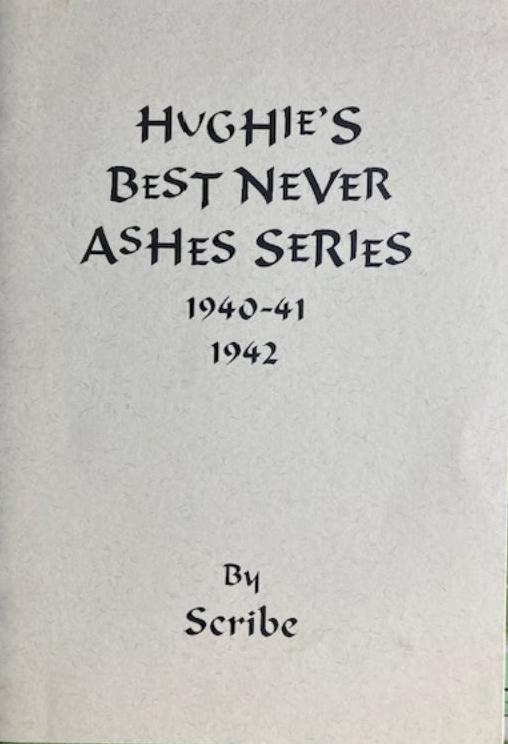 HUGHIE'S
BEST NEVER
ASHES SERIES
1940-41
1942
By
Scribe